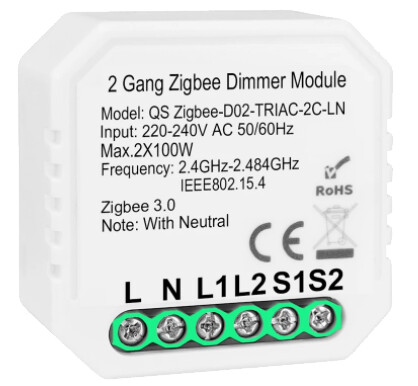 2 Gang Zigbee Dimmer Module
Model: QS Zigbee-D02-TRIAC-2C-LN
Input: 220-240V AC 50/60Hz
Max.2X100W
Frequency: 2.4GHz-2.484GHz
IEEE802.15.4
Zigbee 3.0
Note: With Neutral
RoHS
CE
L N L1 L2 S1 S2